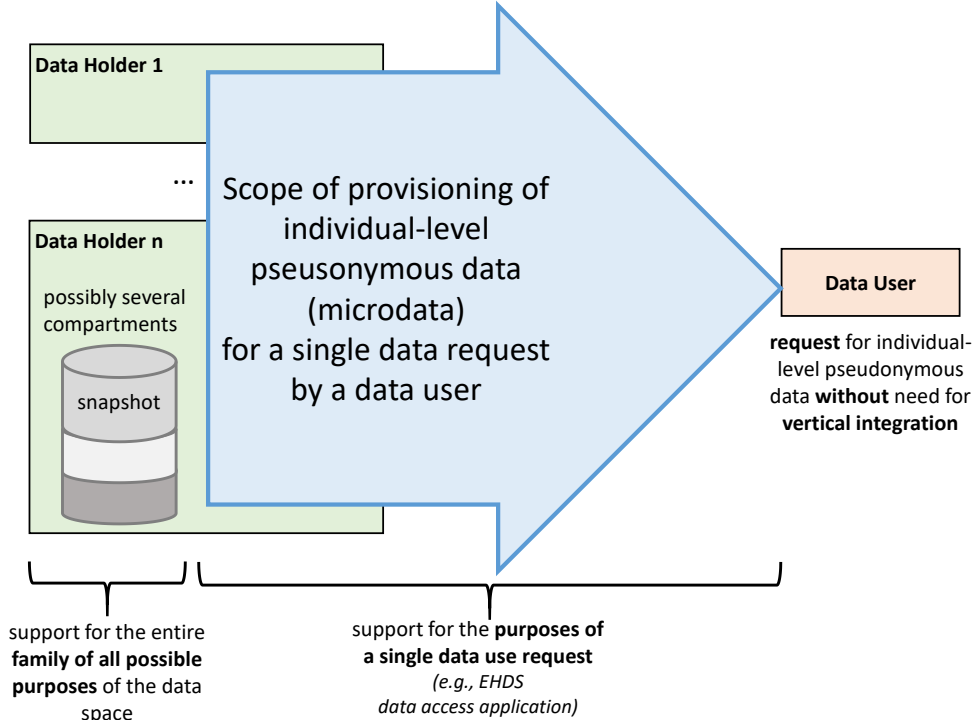 Data Holder 1
...
Data Holder n
possibly several
compartments
snapshot
Scope of provisioning of
individual-level
pseusonymous data
(microdata)
for a single data request
by a data user
Data User
request for individual-
level pseudonymous
data without need for
vertical integration
support for the entire
family of all possible
purposes of the data
space
support for the purposes of
a single data use request
(e.g., EHDS
data access application)